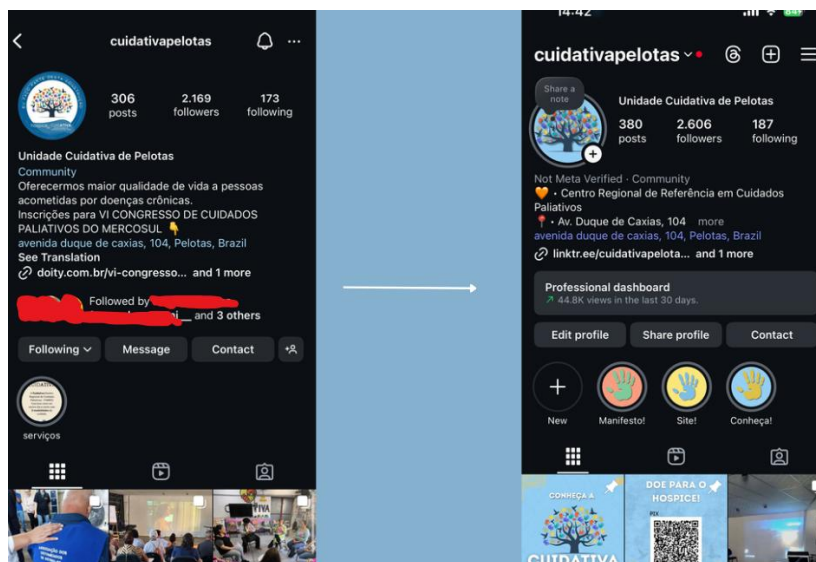 cuidativapelotas
306
posts
2.169
followers
173
following
Unidade Cuidativa de Pelotas
Community
Oferecermos maior qualidade de vida a pessoas
acometidas por doenças crônicas.
Inscrições para VI CONGRESSO DE CUIDADOS
PALIATIVOS DO MERCOSUL 👇
avenida duque de caxias, 104, Pelotas, Brazil
See Translation
doity.com.br/vi-congresso... and 1 more
Followed by
and 3 others
Following
Message
Contact
serviços
14:42
84
cuidativapelotas
Share a
note
Unidade Cuidativa de Pelotas
380
posts
2.606
followers
187
following
Not Meta Verified · Community
🧡 • Centro Regional de Referência em Cuidados
Paliativos
📍 • Av. Duque de Caxias, 104 more
avenida duque de caxias, 104, Pelotas, Brazil
linktr.ee/cuidativapelota... and 1 more
Professional dashboard
44.8K views in the last 30 days.
Edit profile
Share profile
Contact
New
Manifesto!
Site!
Conheça!
CONHEÇA A
CUIDATIVA
DOE PARA O
HOSPICE!
PIX